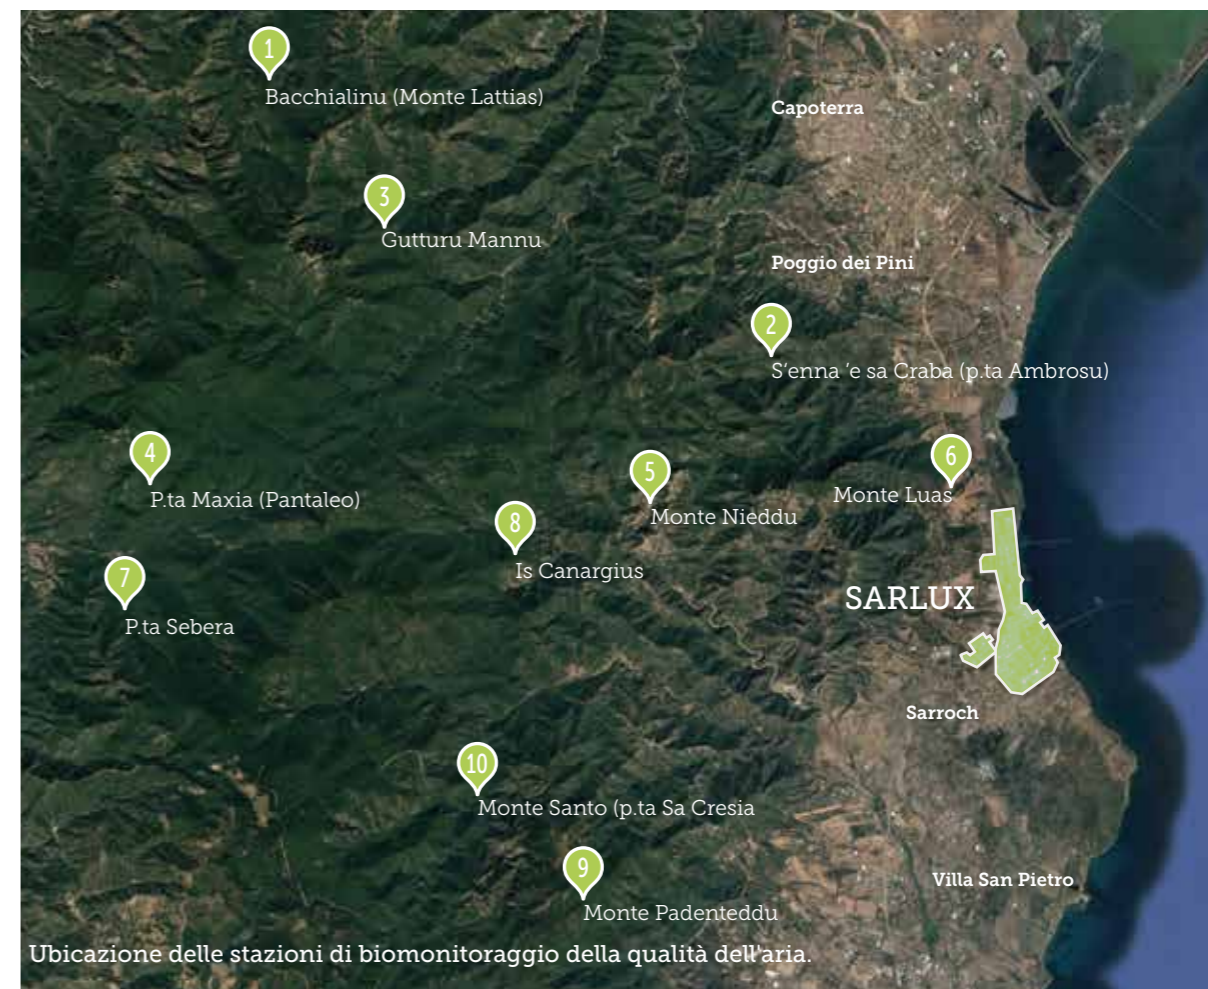 1
Bacchialinu (Monte Lattias)
Capoterra
3
Gutturu Mannu
Poggio dei Pini
2
S'enna 'e sa Craba (p.ta Ambrosu)
4
P.ta Maxia (Pantaleo)
5
Monte Nieddu
6
Monte Luas
8
Is Canargius
7
P.ta Sebera
SARLUX
Sarroch
10
Monte Santo (p.ta Sa Cresia
9
Monte Padenteddu
Villa San Pietro
Ubicazione delle stazioni di biomonitoraggio della qualità dell'aria.